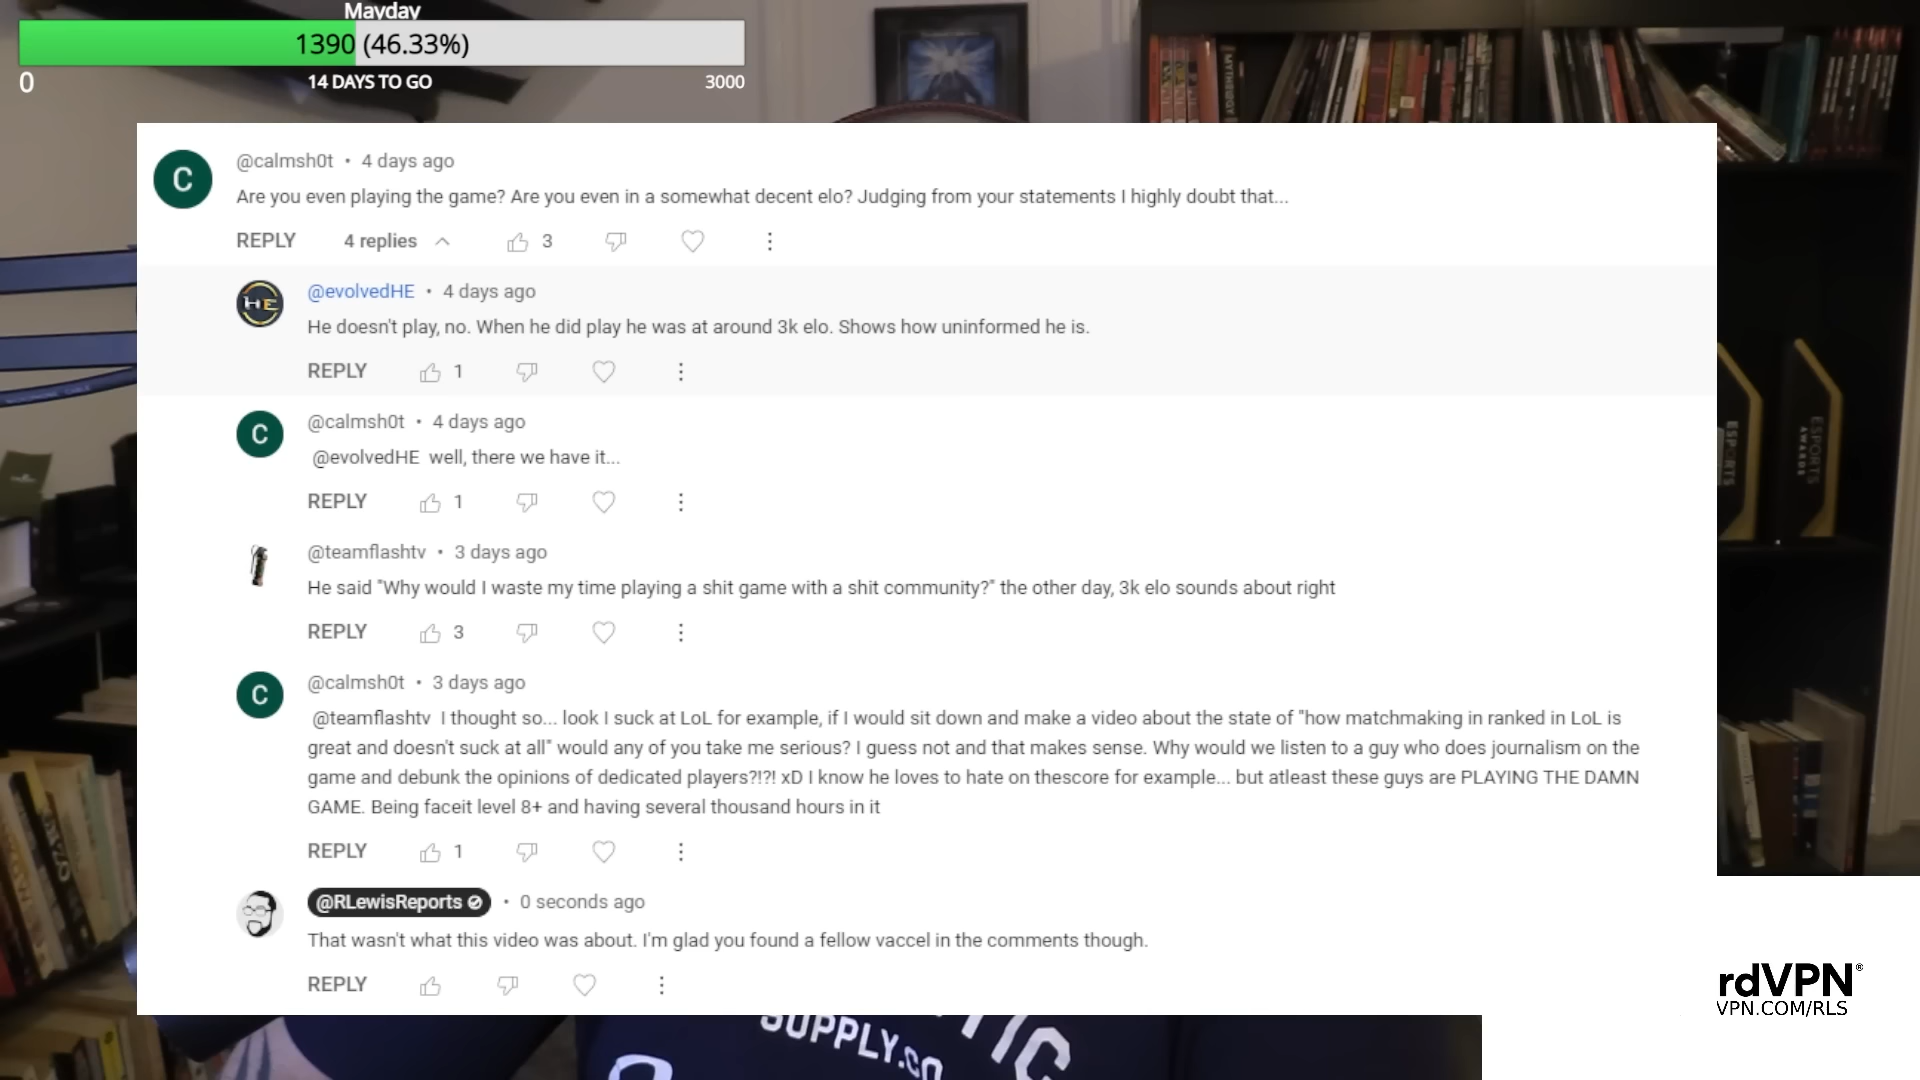 Mayday
1390 (46.33%)
0
14 DAYS TO GO
3000
C
@calmsh0t • 4 days ago
Are you even playing the game? Are you even in a somewhat decent elo? Judging from your statements I highly doubt that...
REPLY 4 replies 3
HE
@evolvedHE • 4 days ago
He doesn't play, no. When he did play he was at around 3k elo. Shows how uninformed he is.
REPLY 1
C
@calmsh0t • 4 days ago
@evolvedHE well, there we have it...
REPLY 1
@teamflashtv • 3 days ago
He said "Why would I waste my time playing a shit game with a shit community?" the other day, 3k elo sounds about right
REPLY 3
C
@calmsh0t • 3 days ago
@teamflashtv I thought so... look I suck at LoL for example, if I would sit down and make a video about the state of "how matchmaking in ranked in LoL is
great and doesn't suck at all" would any of you take me serious? I guess not and that makes sense. Why would we listen to a guy who does journalism on the
game and debunk the opinions of dedicated players?!?! xD I know he loves to hate on thescore for example... but atleast these guys are PLAYING THE DAMN
GAME. Being faceit level 8+ and having several thousand hours in it
REPLY 1
@RLewisReports • 0 seconds ago
That wasn't what this video was about. I'm glad you found a fellow vaccel in the comments though.
REPLY
ESPORTS
ESPORTS
AWARDS
rdVPN®
VPN.COM/RLS
SUPPLY.CO